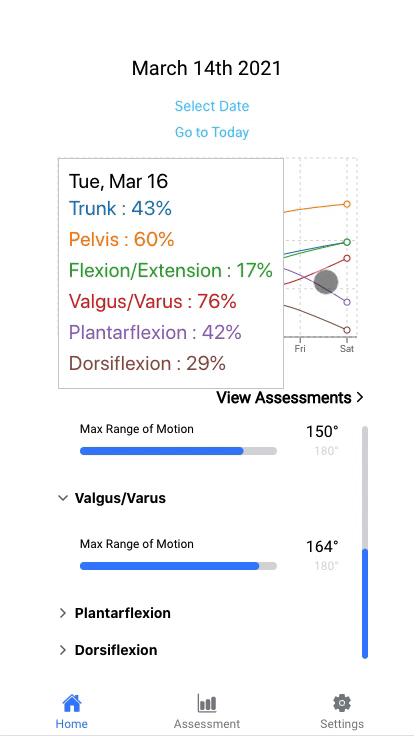 March 14th 2021
Select Date
Go to Today
Tue, Mar 16
Trunk : 43%
Pelvis : 60%
Flexion/Extension : 17%
Valgus/Varus : 76%
Plantarflexion : 42%
Dorsiflexion : 29%
Fri Sat
View Assessments
Max Range of Motion 150°
180°
Valgus/Varus
Max Range of Motion 164°
180°
Plantarflexion
Dorsiflexion
Home Assessment Settings